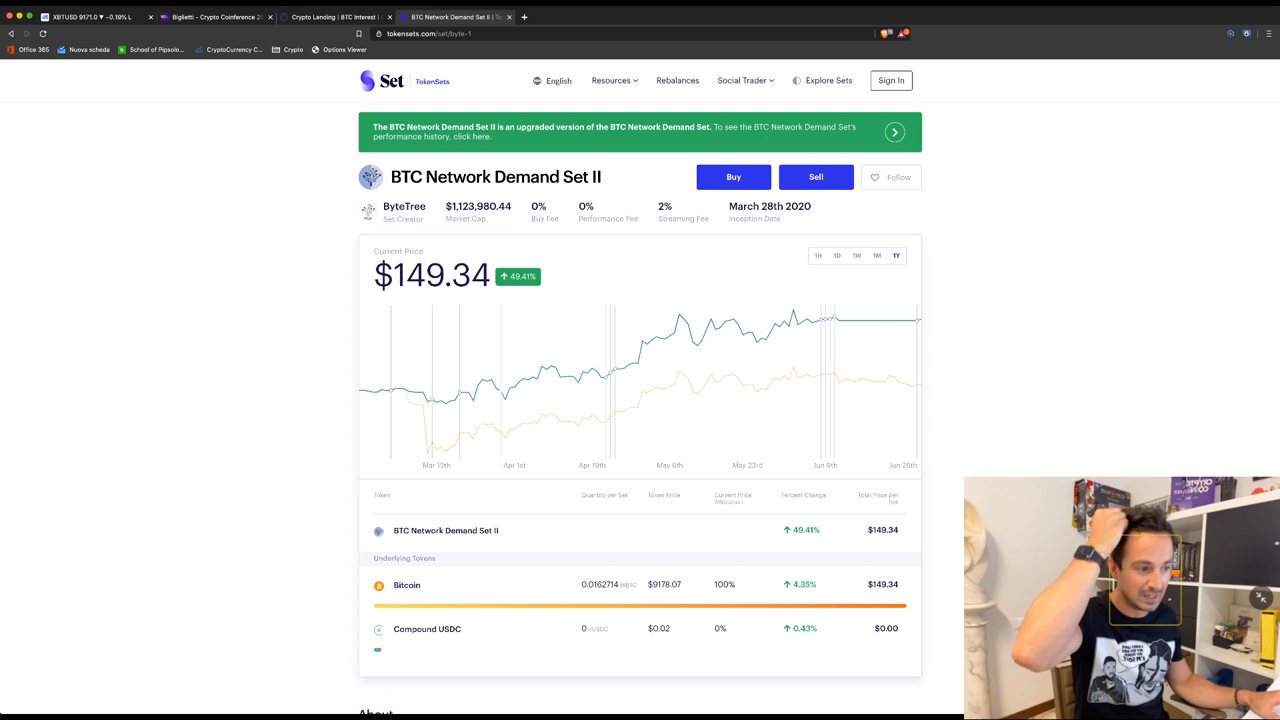 XBTUSD 9171.0 ▼ −0.19% L
Biglietti - Crypto Coinference 20
Crypto Lending | BTC Interest |
BTC Network Demand Set II | To
tokensets.com/set/byte-1
Office 365
Nuova scheda
School of Pipsolo...
CryptoCurrency C...
Crypto
Options Viewer
Set TokenSets
English
Resources
Rebalances
Social Trader
Explore Sets
Sign In
The BTC Network Demand Set II is an upgraded version of the BTC Network Demand Set. To see the BTC Network Demand Set's
performance history, click here.
BTC Network Demand Set II
Buy
Sell
Follow
ByteTree $1,123,980.44 0% 0% 2% March 28th 2020
Set Creator Market Cap Buy Fee Performance Fee Streaming Fee Inception Date
Current Price
1H 1D 1W 1M 1Y
$149.34 49.41%
Mar 15th Apr 1st Apr 19th May 6th May 23rd Jun 9th Jun 26th
Token Quantity per Set Token Price Current Price Allocation Percent Change Total Price per Set
BTC Network Demand Set II 49.41% $149.34
Underlying Tokens
Bitcoin 0.0162714 WBTC $9178.07 100% 4.35% $149.34
Compound USDC 0 cUSDC $0.02 0% 0.43% $0.00
About